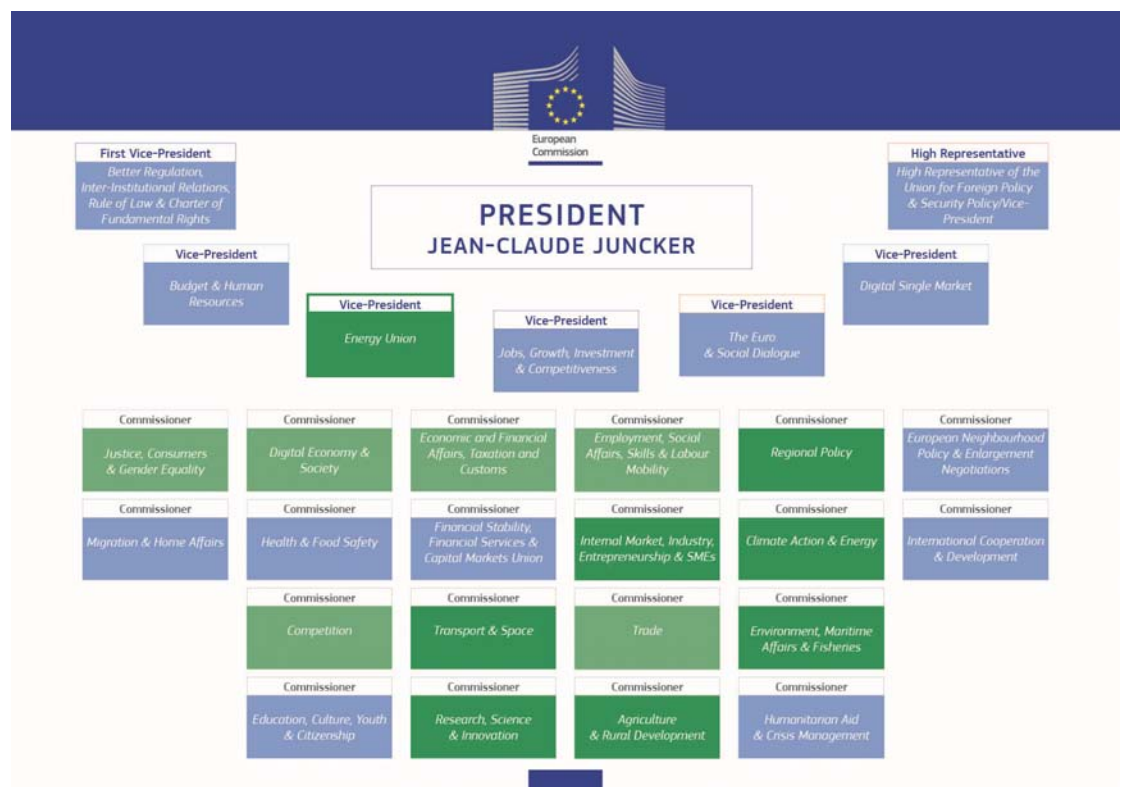 European
Commission
First Vice-President
Better Regulation,
Inter-Institutional Relations,
Rule of Law & Charter of
Fundamental Rights
High Representative
High Representative of the
Union for Foreign Policy
& Security Policy/Vice-
President
PRESIDENT
JEAN-CLAUDE JUNCKER
Vice-President
Budget & Human
Resources
Vice-President
Digital Single Market
Vice-President
Energy Union
Vice-President
Jobs, Growth, Investment
& Competitiveness
Vice-President
The Euro
& Social Dialogue
Commissioner
Justice, Consumers
& Gender Equality
Commissioner
Digital Economy &
Society
Commissioner
Economic and Financial
Affairs, Taxation and
Customs
Commissioner
Employment, Social
Affairs, Skills & Labour
Mobility
Commissioner
Regional Policy
Commissioner
European Neighbourhood
Policy & Enlargement
Negotiations
Commissioner
Migration & Home Affairs
Commissioner
Health & Food Safety
Commissioner
Financial Stability,
Financial Services &
Capital Markets Union
Commissioner
Internal Market, Industry,
Entrepreneurship & SMEs
Commissioner
Climate Action & Energy
Commissioner
International Cooperation
& Development
Commissioner
Competition
Commissioner
Transport & Space
Commissioner
Trade
Commissioner
Environment, Maritime
Affairs & Fisheries
Commissioner
Education, Culture, Youth
& Citizenship
Commissioner
Research, Science
& Innovation
Commissioner
Agriculture
& Rural Development
Commissioner
Humanitarian Aid
& Crisis Management